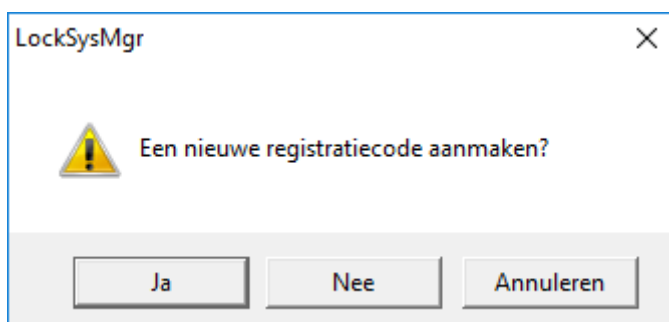 LockSysMgr
Een nieuwe registratiecode aanmaken?
Ja
Nee
Annuleren